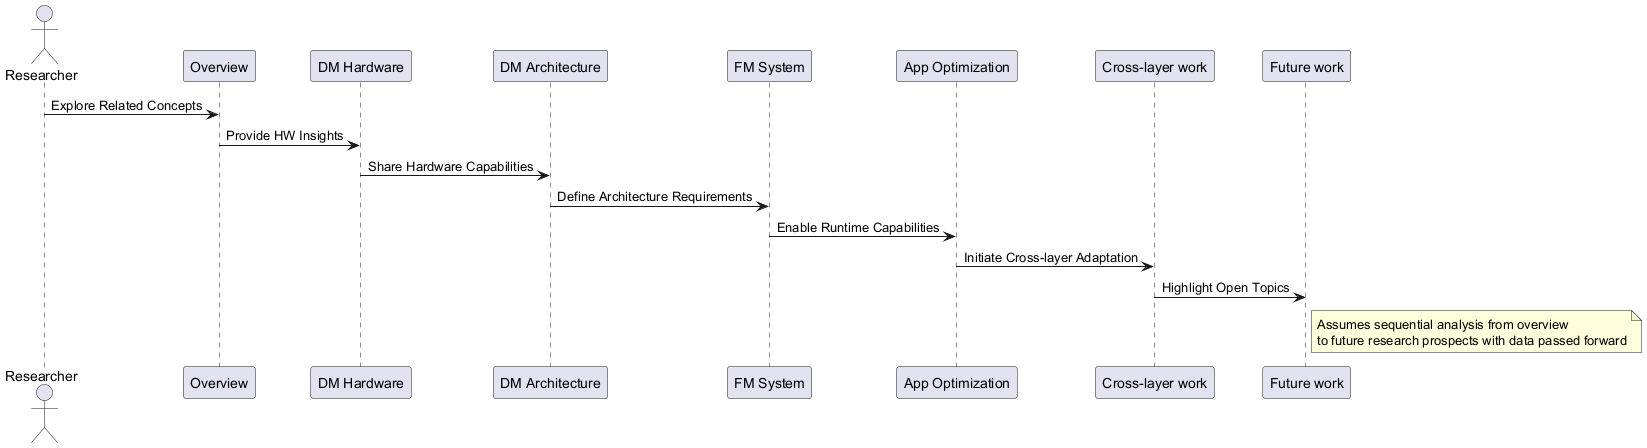 Researcher
Overview
DM Hardware
DM Architecture
FM System
App Optimization
Cross-layer work
Future work
Explore Related Concepts
Provide HW Insights
Share Hardware Capabilities
Define Architecture Requirements
Enable Runtime Capabilities
Initiate Cross-layer Adaptation
Highlight Open Topics
Assumes sequential analysis from overview
to future research prospects with data passed forward
Researcher
Overview
DM Hardware
DM Architecture
FM System
App Optimization
Cross-layer work
Future work